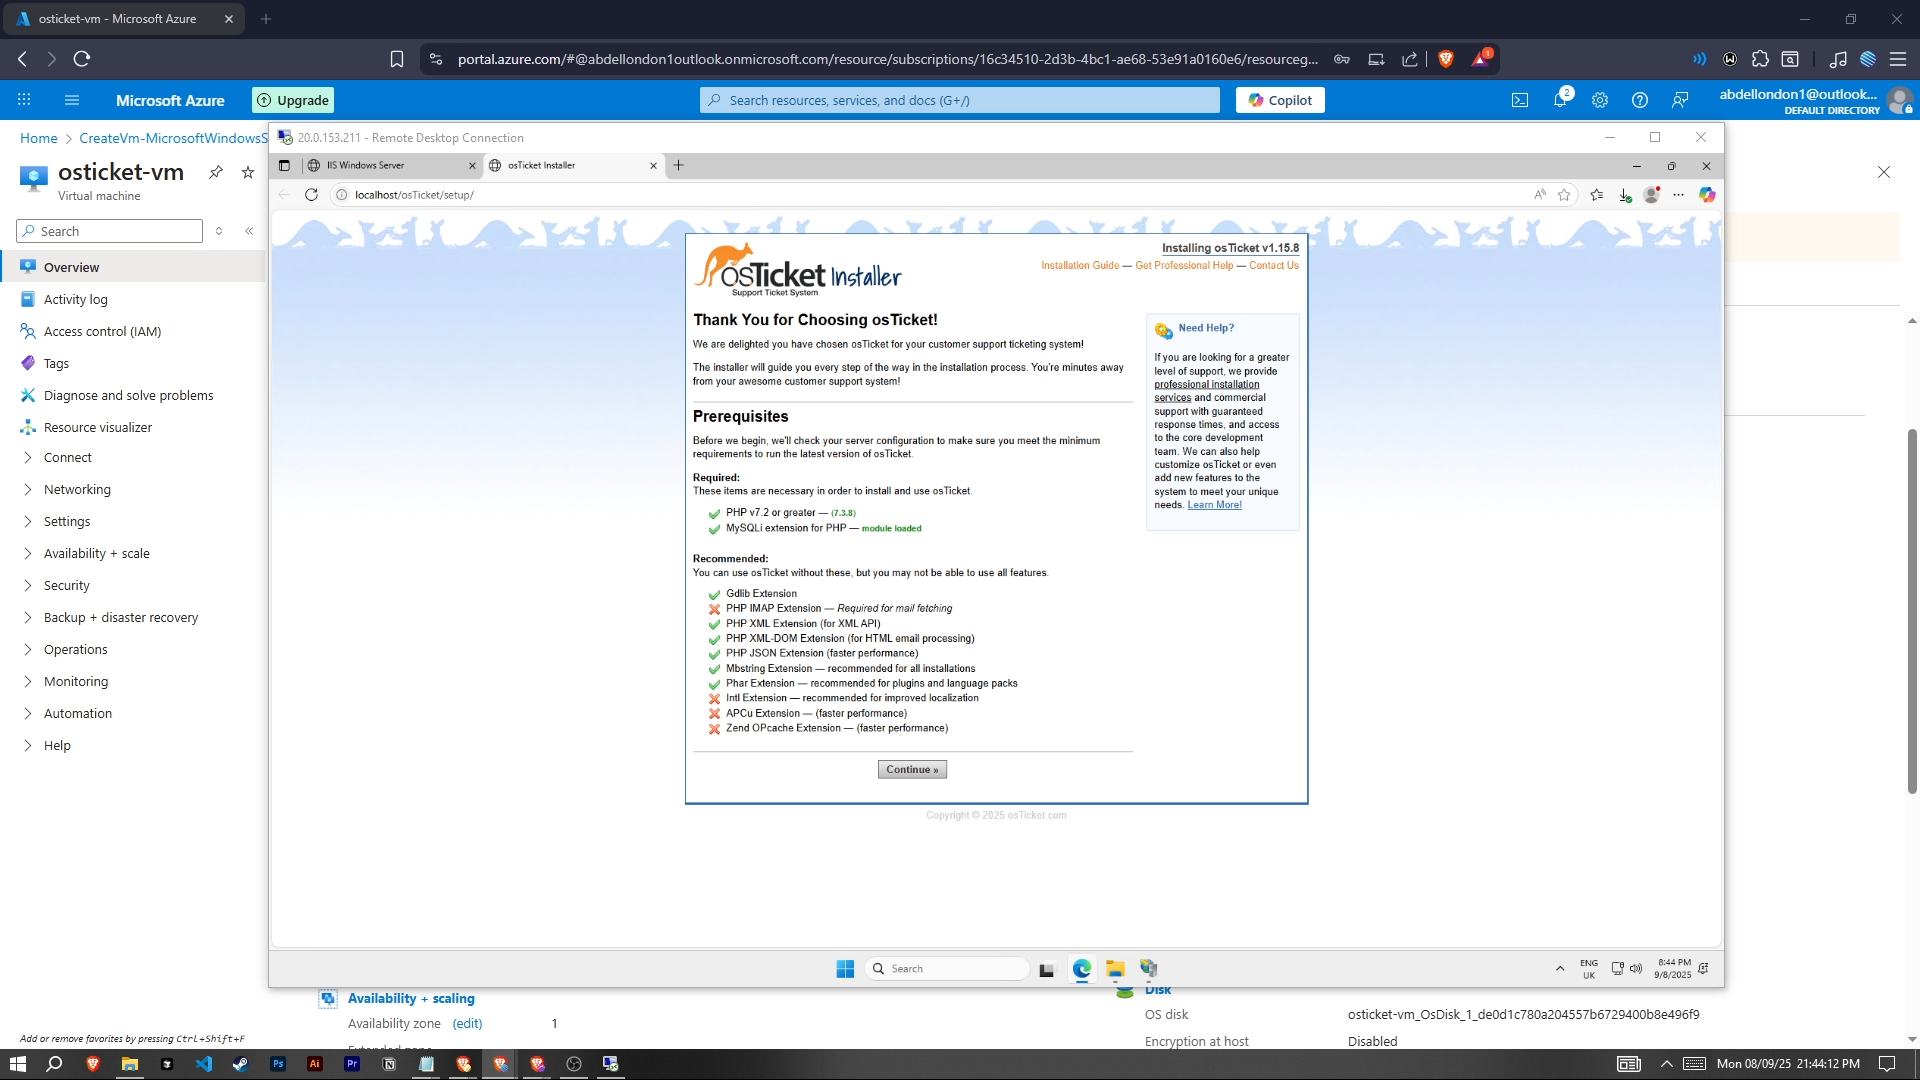 osticket-vm - Microsoft Azure
portal.azure.com/#@abdellondon1outlook.onmicrosoft.com/resource/subscriptions/16c34510-2d3b-4bc1-ae68-53e91a0160e6/resourceg...
1
Microsoft Azure
Upgrade
Search resources, services, and docs (G+/)
Copilot
2
abdellondon1@outlook...
DEFAULT DIRECTORY
Home > CreateVm-MicrosoftWindowsS
osticket-vm
Virtual machine
Search
Overview
Activity log
Access control (IAM)
Tags
Diagnose and solve problems
Resource visualizer
Connect
Networking
Settings
Availability + scale
Security
Backup + disaster recovery
Operations
Monitoring
Automation
Help
Add or remove favorites by pressing Ctrl+Shift+F
20.0.153.211 - Remote Desktop Connection
IIS Windows Server
osTicket Installer
localhost/osTicket/setup/
osTicket Installer
Support Ticket System
Installing osTicket v1.15.8
Installation Guide — Get Professional Help — Contact Us
Thank You for Choosing osTicket!
We are delighted you have chosen osTicket for your customer support ticketing system!
The installer will guide you every step of the way in the installation process. You're minutes away
from your awesome customer support system!
Prerequisites
Before we begin, we'll check your server configuration to make sure you meet the minimum
requirements to run the latest version of osTicket.
Required:
These items are necessary in order to install and use osTicket.
PHP v7.2 or greater — (7.3.8)
MySQLi extension for PHP — module loaded
Recommended:
You can use osTicket without these, but you may not be able to use all features.
Gdlib Extension
PHP IMAP Extension — Required for mail fetching
PHP XML Extension (for XML API)
PHP XML-DOM Extension (for HTML email processing)
PHP JSON Extension (faster performance)
Mbstring Extension — recommended for all installations
Phar Extension — recommended for plugins and language packs
Intl Extension — recommended for improved localization
APCu Extension — (faster performance)
Zend OPcache Extension — (faster performance)
Continue »
Need Help?
If you are looking for a greater
level of support, we provide
professional installation
services and commercial
support with guaranteed
response times, and access
to the core development
team. We can also help
customize osTicket or even
add new features to the
system to meet your unique
needs. Learn More!
Copyright © 2025 osTicket.com
Search
ENG
UK
8:44 PM
9/8/2025
Availability + scaling
Availability zone (edit) 1
Extended zone
Disk
OS disk osticket-vm_OsDisk_1_de0d1c780a204557b6729400b8e496f9
Encryption at host Disabled
Ps
Ai
Pr
Mon 08/09/25 21:44:12 PM